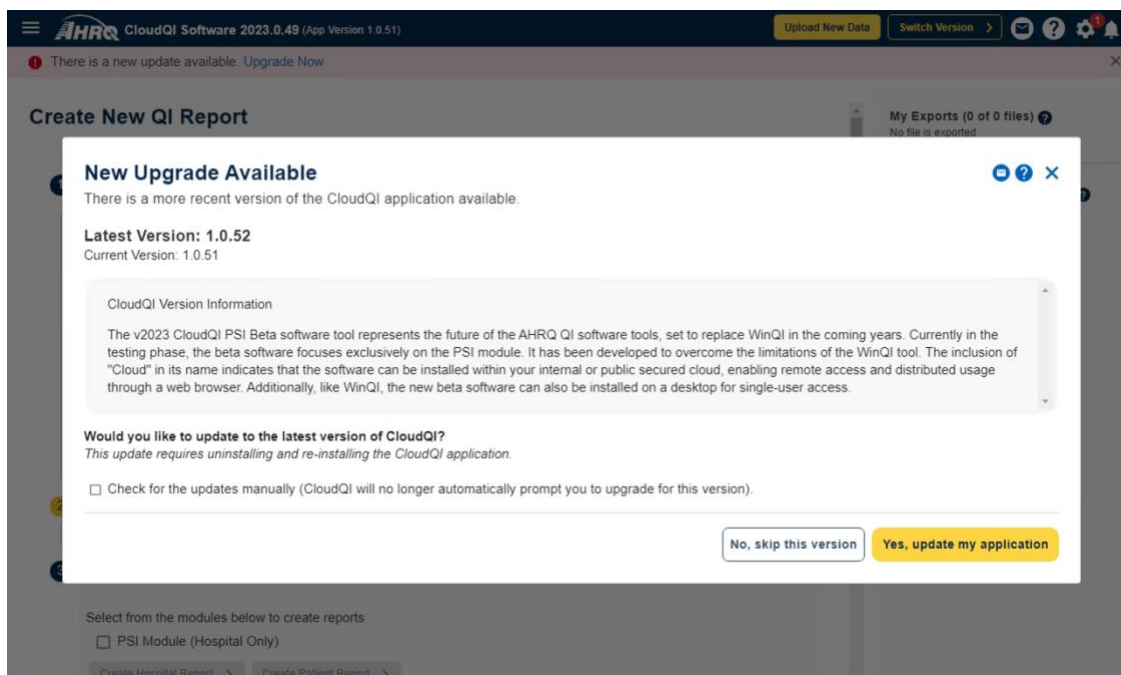 AHRQ CloudQI Software 2023.0.49 (App Version 1.0.51)
Upload New Data
Switch Version
1
There is a new update available. Upgrade Now
Create New QI Report
My Exports (0 of 0 files)
No file is exported
New Upgrade Available
There is a more recent version of the CloudQI application available.
Latest Version: 1.0.52
Current Version: 1.0.51
CloudQI Version Information
The v2023 CloudQI PSI Beta software tool represents the future of the AHRQ QI software tools, set to replace WinQI in the coming years. Currently in the
testing phase, the beta software focuses exclusively on the PSI module. It has been developed to overcome the limitations of the WinQI tool. The inclusion of
"Cloud" in its name indicates that the software can be installed within your internal or public secured cloud, enabling remote access and distributed usage
through a web browser. Additionally, like WinQI, the new beta software can also be installed on a desktop for single-user access.
Would you like to update to the latest version of CloudQI?
This update requires uninstalling and re-installing the CloudQI application.
Check for the updates manually (CloudQI will no longer automatically prompt you to upgrade for this version).
No, skip this version
Yes, update my application
Select from the modules below to create reports
PSI Module (Hospital Only)
Create Hospital Report >
Create Patient Report >